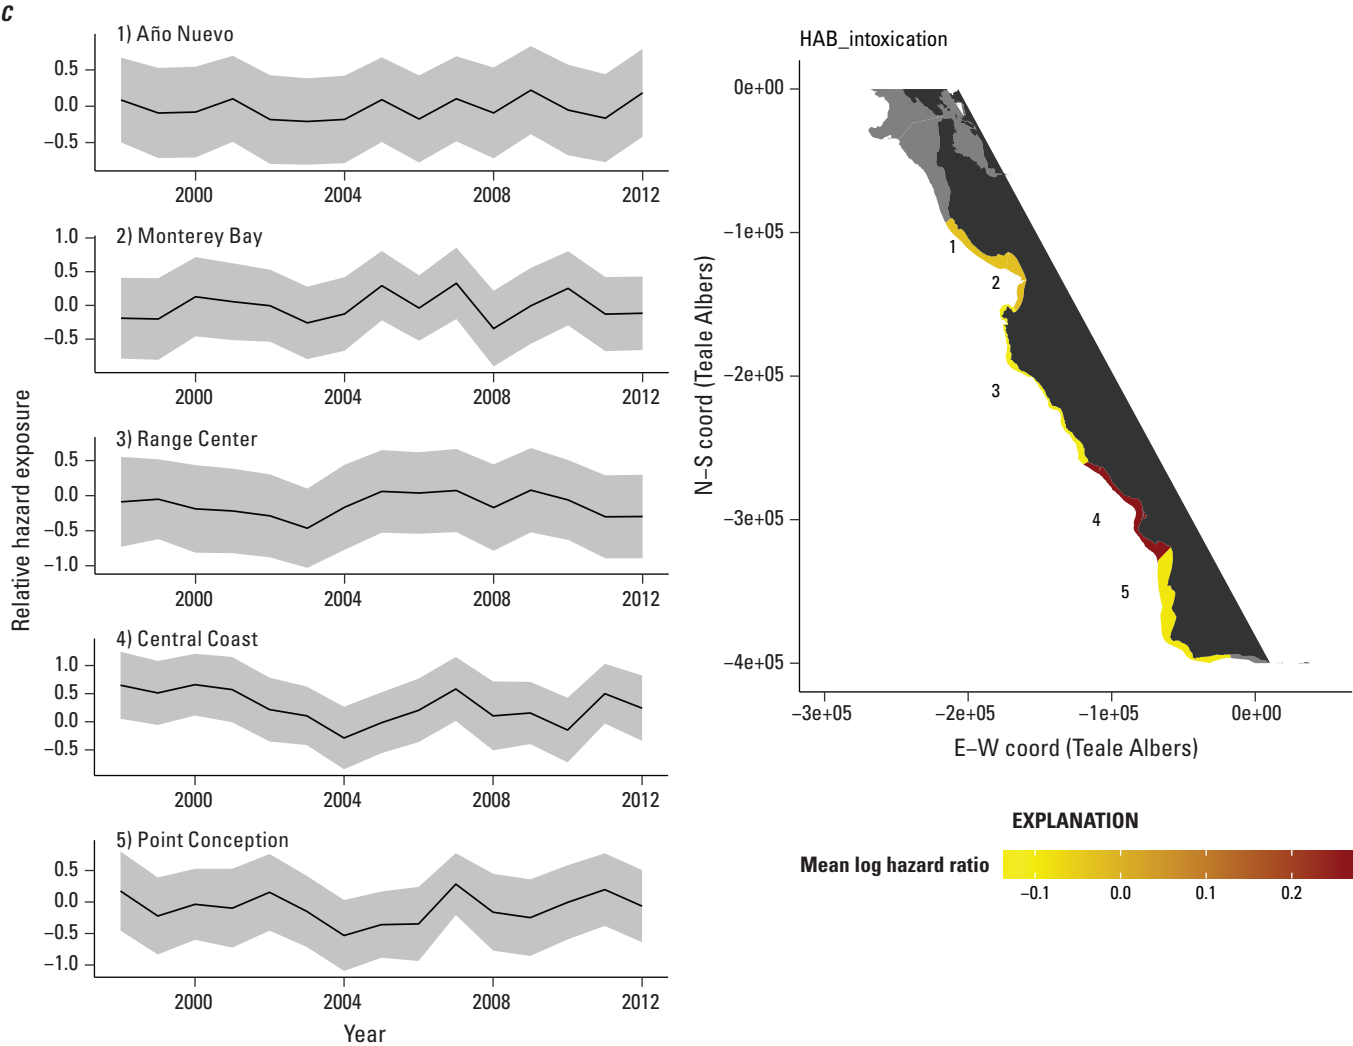 C
1) Año Nuevo
0.5
0.0
−0.5
2000
2004
2008
2012
2) Monterey Bay
1.0
0.5
0.0
−0.5
2000
2004
2008
2012
3) Range Center
0.5
0.0
−0.5
−1.0
2000
2004
2008
2012
4) Central Coast
1.0
0.5
0.0
−0.5
2000
2004
2008
2012
5) Point Conception
0.5
0.0
−0.5
−1.0
2000
2004
2008
2012
Relative hazard exposure
Year
HAB_intoxication
0e+00
−1e+05
−2e+05
−3e+05
−4e+05
N–S coord (Teale Albers)
1
2
3
4
5
−3e+05
−2e+05
−1e+05
0e+00
E–W coord (Teale Albers)
EXPLANATION
Mean log hazard ratio
−0.1
0.0
0.1
0.2